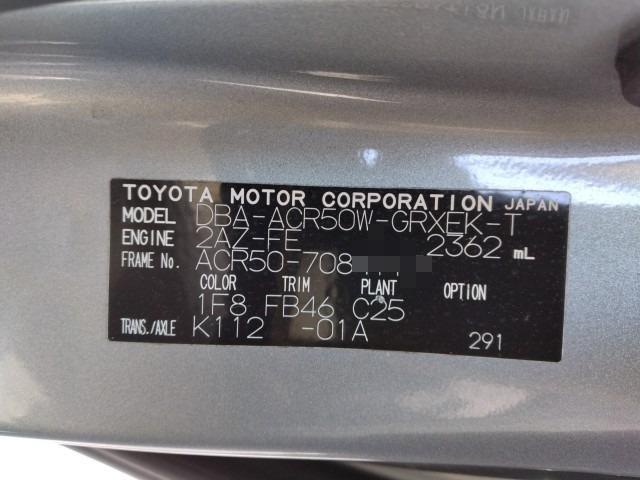 TOYOTA MOTOR CORPORATION JAPAN
MODEL DBA-ACR50W-GRXEK-T
ENGINE 2AZ-FE 2362 mL
FRAME No. ACR50-708
COLOR TRIM PLANT OPTION
1F8 FB46 C25
TRANS./AXLE K112 -01A 291